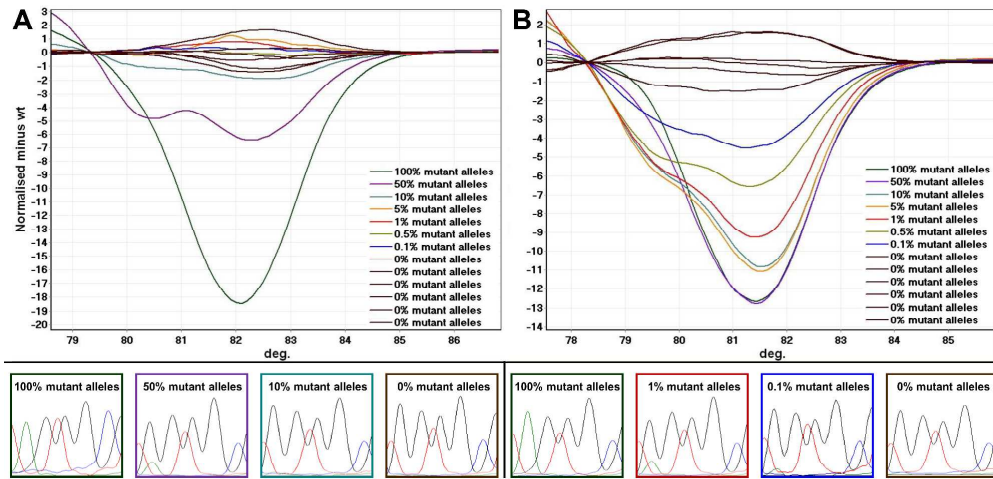 A
Normalised minus wt
3
2
1
0
-1
-2
-3
-4
-5
-6
-7
-8
-9
-10
-11
-12
-13
-14
-15
-16
-17
-18
-19
-20
100% mutant alleles
50% mutant alleles
10% mutant alleles
5% mutant alleles
1% mutant alleles
0.5% mutant alleles
0.1% mutant alleles
0% mutant alleles
0% mutant alleles
0% mutant alleles
0% mutant alleles
0% mutant alleles
0% mutant alleles
79 80 81 82 83 84 85 86
deg.
B
2
1
0
-1
-2
-3
-4
-5
-6
-7
-8
-9
-10
-11
-12
-13
-14
100% mutant alleles
50% mutant alleles
10% mutant alleles
5% mutant alleles
1% mutant alleles
0.5% mutant alleles
0.1% mutant alleles
0% mutant alleles
0% mutant alleles
0% mutant alleles
0% mutant alleles
0% mutant alleles
0% mutant alleles
78 79 80 81 82 83 84 85
deg.
100% mutant alleles
50% mutant alleles
10% mutant alleles
0% mutant alleles
100% mutant alleles
1% mutant alleles
0.1% mutant alleles
0% mutant alleles